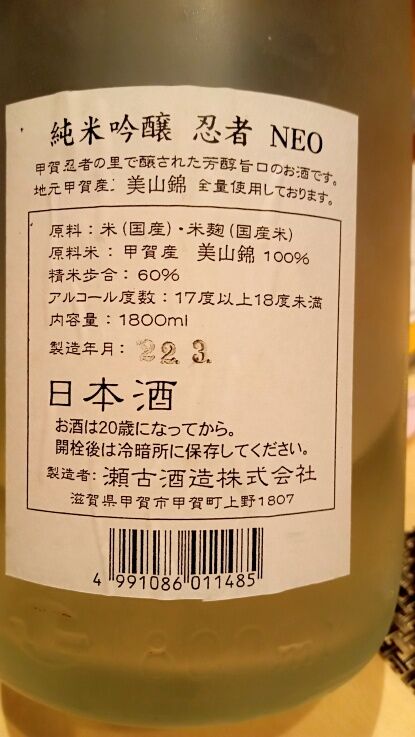 純米吟醸 忍者 NEO
甲賀忍者の里で醸された芳醇旨口のお酒です。
地元甲賀産 美山錦 全量使用しております。
原料：米（国産）・米麹（国産米）
原料米：甲賀産 美山錦 100%
精米歩合：60%
アルコール度数：17度以上18度未満
内容量：1800ml
製造年月：22. 3.
日本酒
お酒は20歳になってから。
開栓後は冷暗所に保存してください。
製造者：瀬古酒造株式会社
滋賀県甲賀市甲賀町上野1807
4 991086 011485